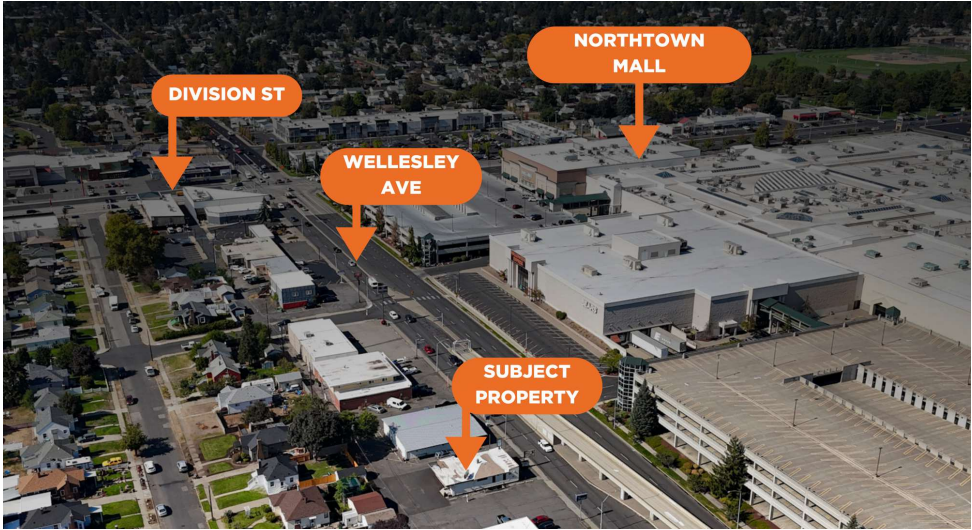 NORTHTOWN
MALL
DIVISION ST
WELLESLEY
AVE
SUBJECT
PROPERTY